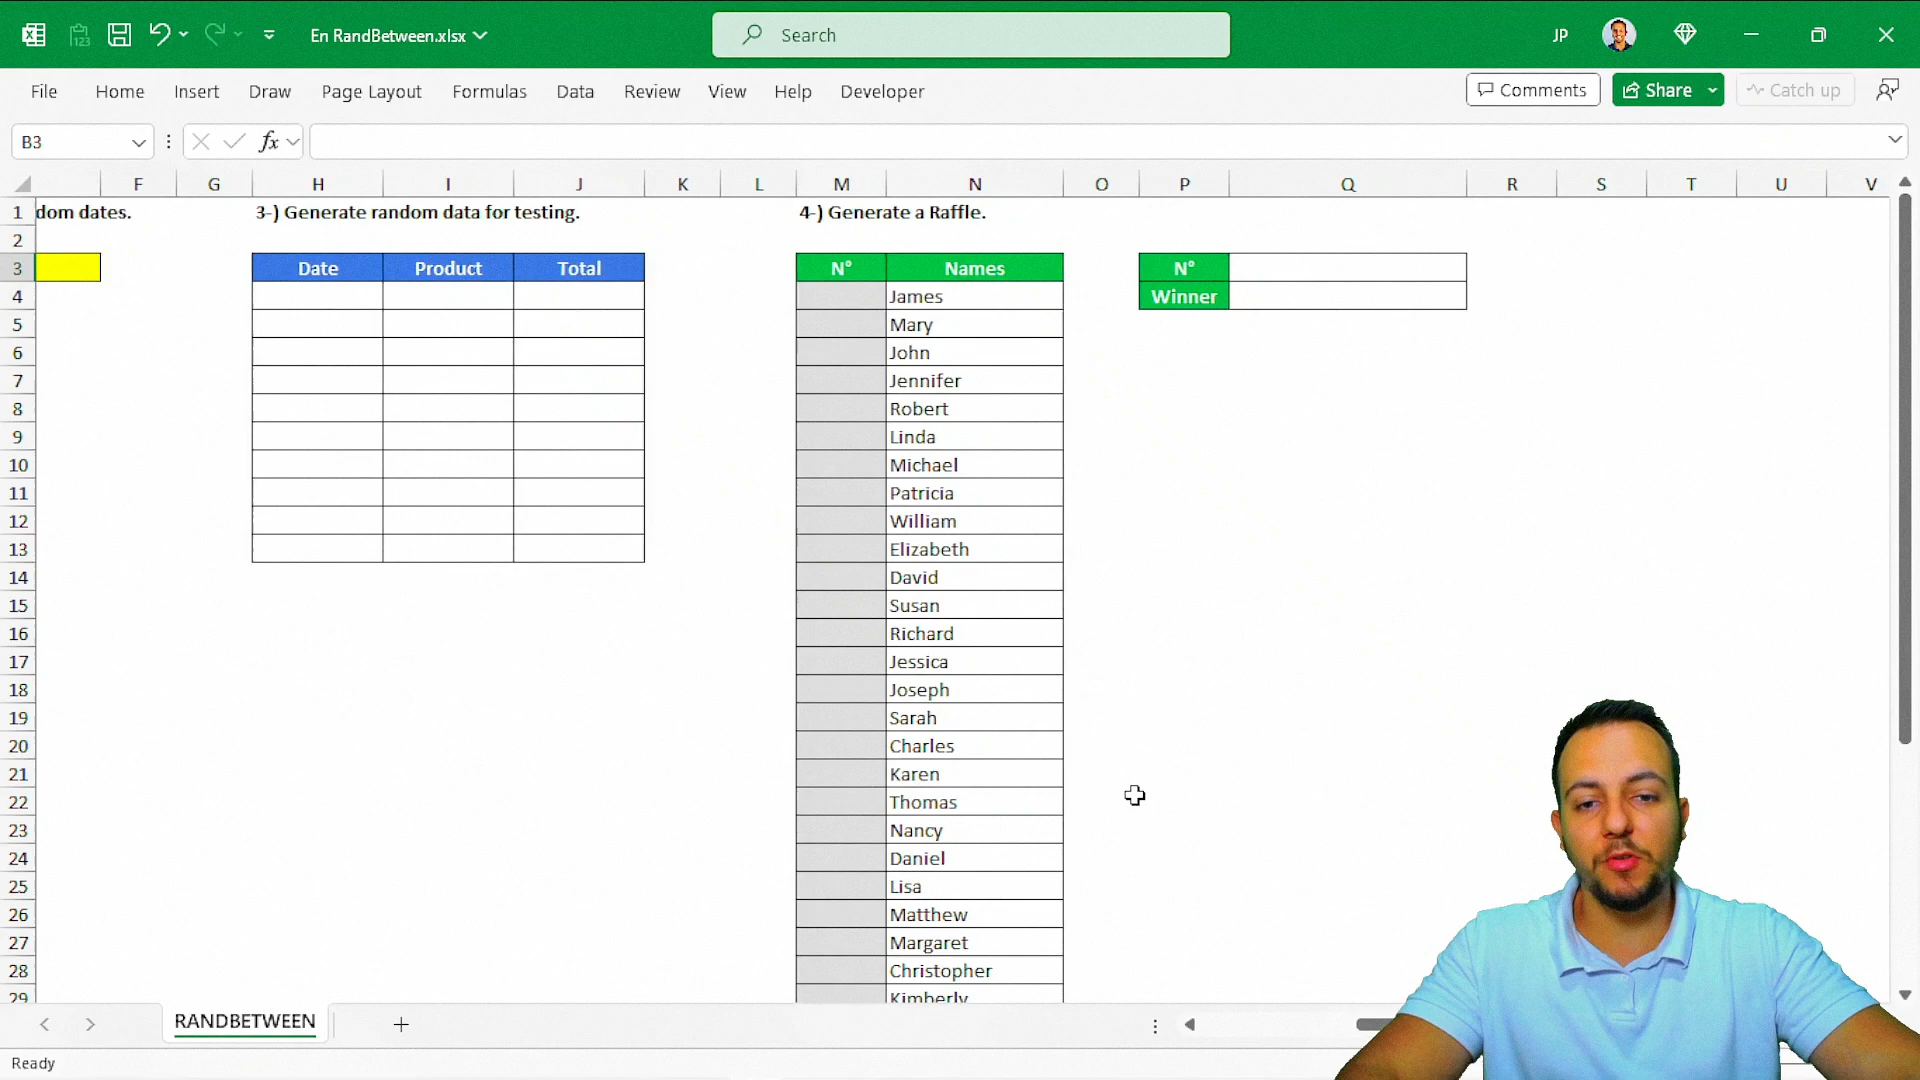 En RandBetween.xlsx
Search
JP
File Home Insert Draw Page Layout Formulas Data Review View Help Developer
Comments Share Catch up
B3 fx
F G H I J K L M N O P Q R S T U V
1 dom dates. 3-) Generate random data for testing. 4-) Generate a Raffle.
2
3 Date Product Total N° Names N°
4 James Winner
5 Mary
6 John
7 Jennifer
8 Robert
9 Linda
10 Michael
11 Patricia
12 William
13 Elizabeth
14 David
15 Susan
16 Richard
17 Jessica
18 Joseph
19 Sarah
20 Charles
21 Karen
22 Thomas
23 Nancy
24 Daniel
25 Lisa
26 Matthew
27 Margaret
28 Christopher
29 Kimberly
RANDBETWEEN
Ready